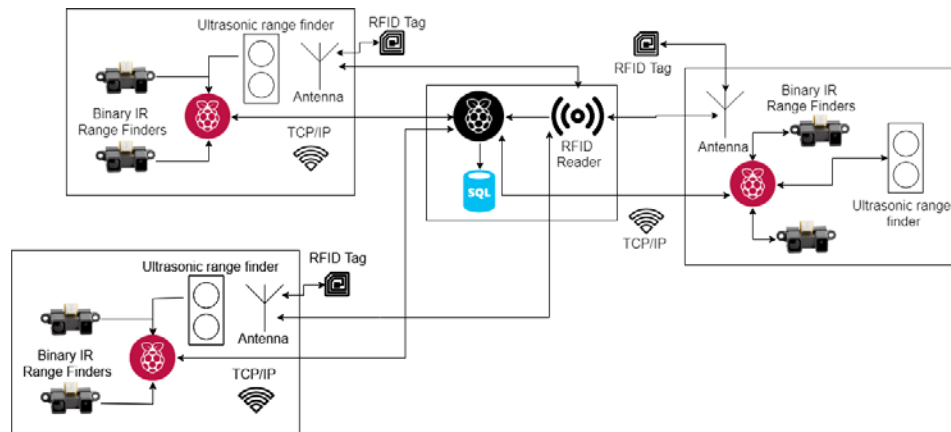 Ultrasonic range finder
RFID Tag
Binary IR
Range Finders
Antenna
TCP/IP
RFID
Reader
SQL
RFID Tag
Antenna
Binary IR
Range Finders
Ultrasonic range
finder
TCP/IP
Ultrasonic range finder
RFID Tag
Binary IR
Range Finders
Antenna
TCP/IP